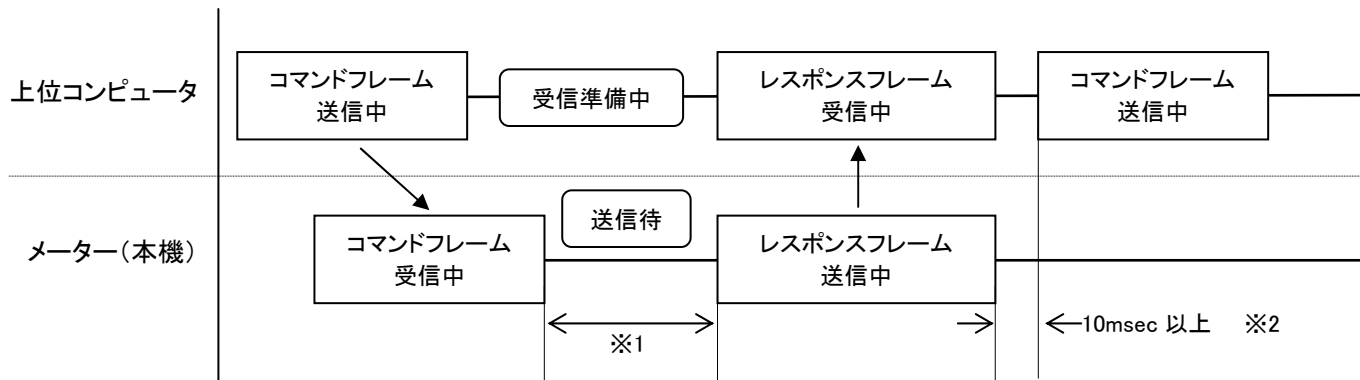 上位コンピュータ
コマンドフレーム
送信中
受信準備中
レスポンスフレーム
受信中
コマンドフレーム
送信中
メーター(本機)
コマンドフレーム
受信中
送信待
レスポンスフレーム
送信中
※1
10msec 以上 ※2